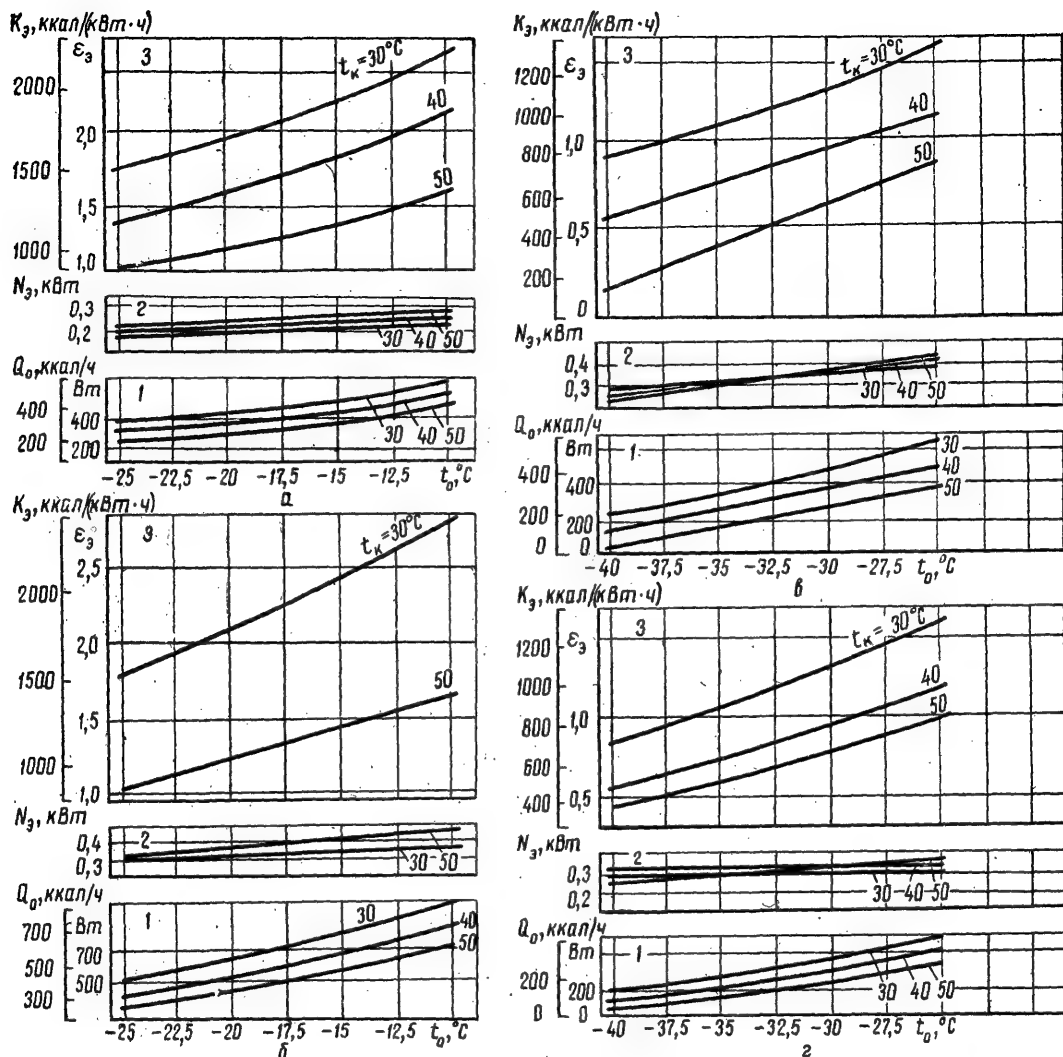 Kэ, ккал/(кВт·ч)
εэ
3
tк=30°C
2000
40
2,0
1500
50
1,5
1000
1,0
Nэ, кВт
0,3
2
0,2
30 40 50
Q₀, ккал/ч
Вт
1
400
400
200
200
30 40 50
-25 -22,5 -20 -17,5 -15 -12,5 t₀,°C
а
Kэ, ккал/(кВт·ч)
εэ
3
tк=30°C
2,5
2000
2,0
1500
50
1,5
1000
1,0
Nэ, кВт
0,4
2
0,3
30 50
Q₀, ккал/ч
1
30
700
Вт
40
700
50
500
500
300
-25 -22,5 -20 -17,5 -15 -12,5 t₀,°C
б
Kэ, ккал/(кВт·ч)
1200
εэ
3
tк=30°C
1000
40
1,0
800
50
600
0,5
400
200
0
Nэ, кВт
2
0,4
0,3
30 40 50
Q₀, ккал/ч
Вт
1
30
400
400
40
50
200
200
0
0
-40 -37,5 -35 -32,5 -30 -27,5 t₀,°C
в
Kэ, ккал/(кВт·ч)
1200
εэ
3
tк=30°C
1000
40
1,0
50
800
600
0,5
400
Nэ, кВт
2
0,3
0,2
30 40 50
Q₀, ккал/ч
Вт
1
200
200
0
0
30 40 50
-40 -37,5 -35 -32,5 -30 -27,5 t₀,°C
г